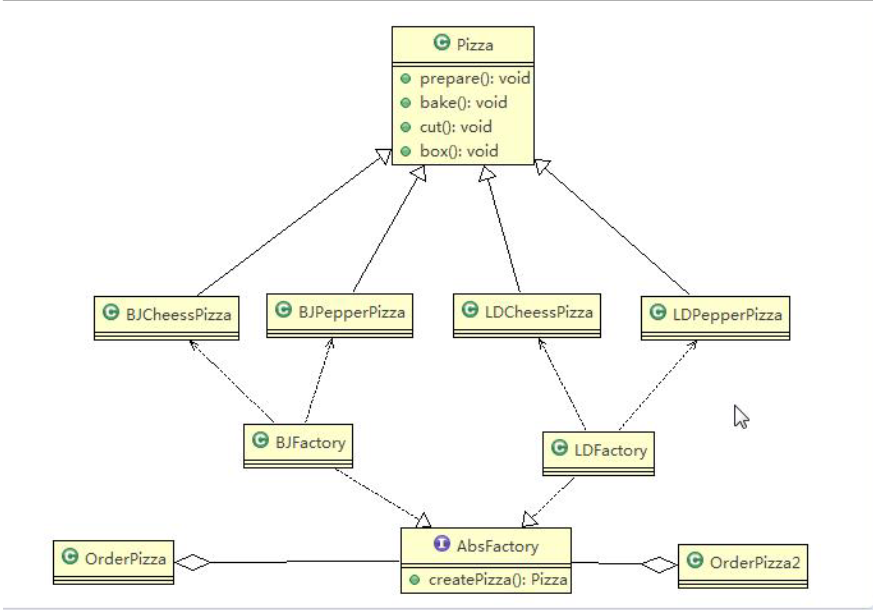 Pizza
prepare(): void
bake(): void
cut(): void
box(): void
BJCheessPizza
BJPepperPizza
LDCheessPizza
LDPepperPizza
BJFactory
LDFactory
OrderPizza
AbsFactory
createPizza(): Pizza
OrderPizza2